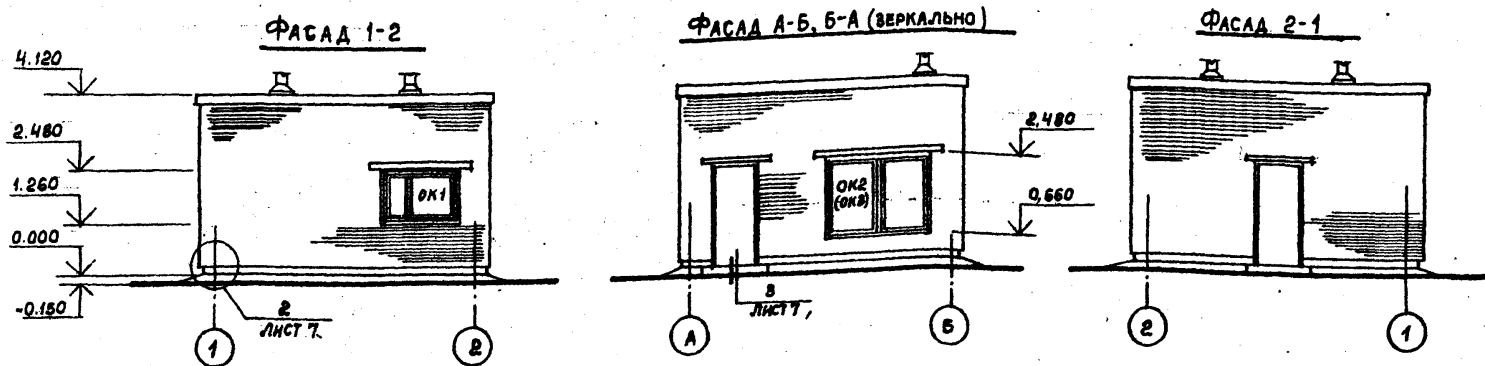 ФАСАД 1-2
4.120
2.480
1.260
0.000
-0.150
ОК1
2
ЛИСТ 7.
1
2
ФАСАД А-Б, Б-А (ЗЕРКАЛЬНО)
2,480
0,660
ОК2
(ОК3)
3
ЛИСТ 7,
А
Б
ФАСАД 2-1
2
1